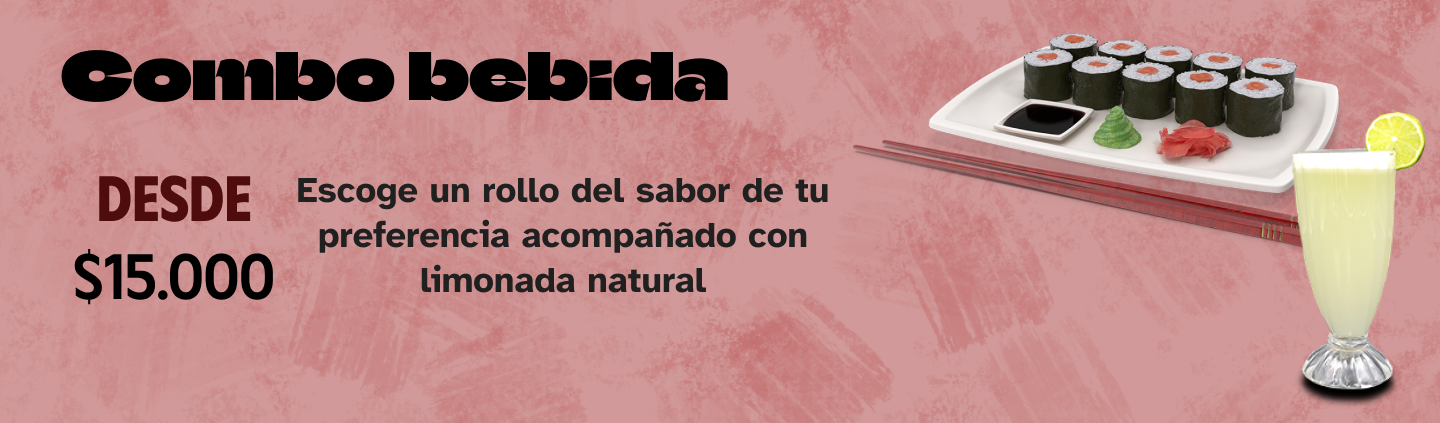 Combo bebida
DESDE
$15.000
Escoge un rollo del sabor de tu
preferencia acompañado con
limonada natural